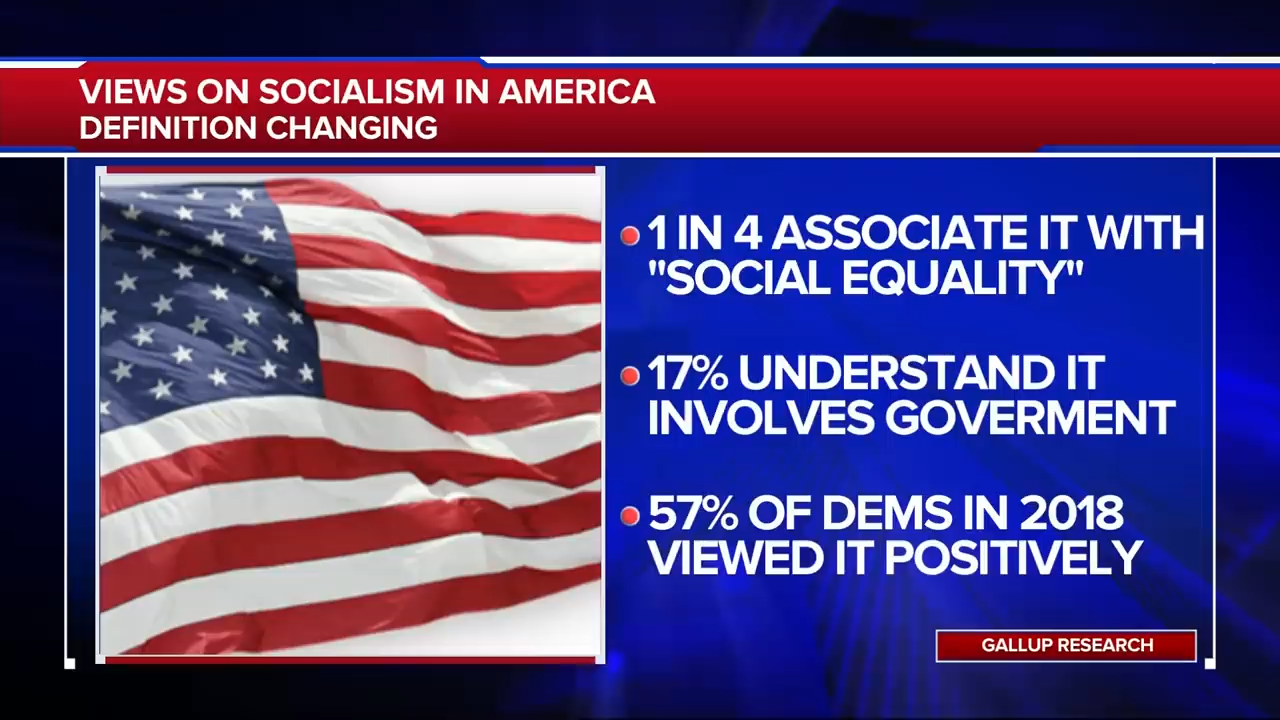 VIEWS ON SOCIALISM IN AMERICA
DEFINITION CHANGING
1 IN 4 ASSOCIATE IT WITH
"SOCIAL EQUALITY"
17% UNDERSTAND IT
INVOLVES GOVERMENT
57% OF DEMS IN 2018
VIEWED IT POSITIVELY
GALLUP RESEARCH